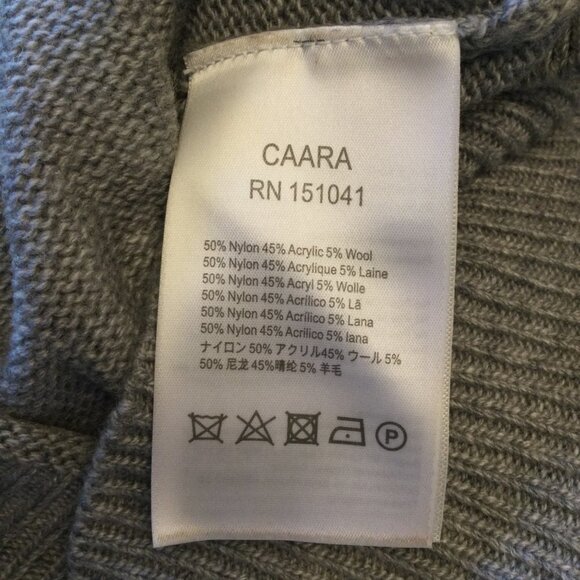 CAARA
RN 151041
50% Nylon 45% Acrylic 5% Wool
50% Nylon 45% Acrylique 5% Laine
50% Nylon 45% Acryl 5% Wolle
50% Nylon 45% Acrílico 5% Lã
50% Nylon 45% Acrílico 5% Lana
50% Nylon 45% Acrilico 5% lana
ナイロン 50% アクリル45% ウール 5%
50% 尼龙 45%晴纶 5% 羊毛
P